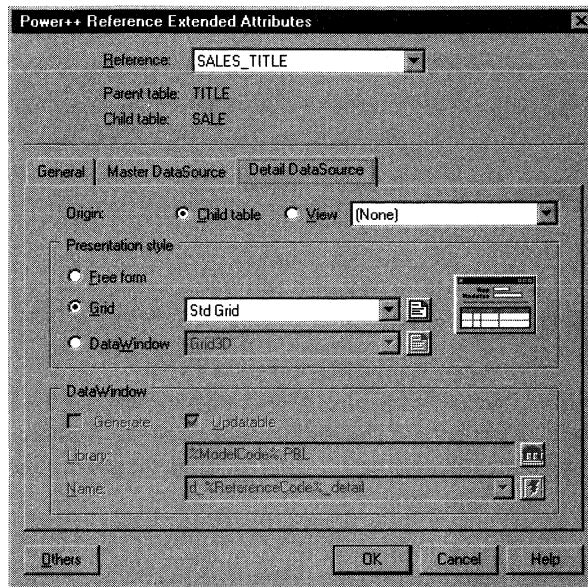 Power++ Reference Extended Attributes
Reference: SALES_TITLE
Parent table: TITLE
Child table: SALE
General Master DataSource Detail DataSource
Origin: Child table View (None)
Presentation style
Free form
Grid Std Grid
DataWindow Grid3D
DataWindow
Generate Updatable
Library: %ModelCode%.PBL
Name: d_%ReferenceCode%_detail
Others OK Cancel Help